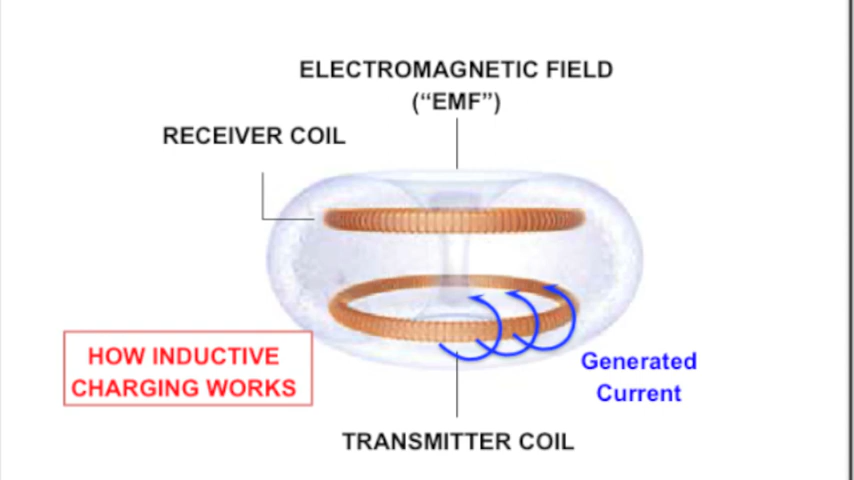 ELECTROMAGNETIC FIELD
(“EMF”)
RECEIVER COIL
HOW INDUCTIVE
CHARGING WORKS
Generated
Current
TRANSMITTER COIL